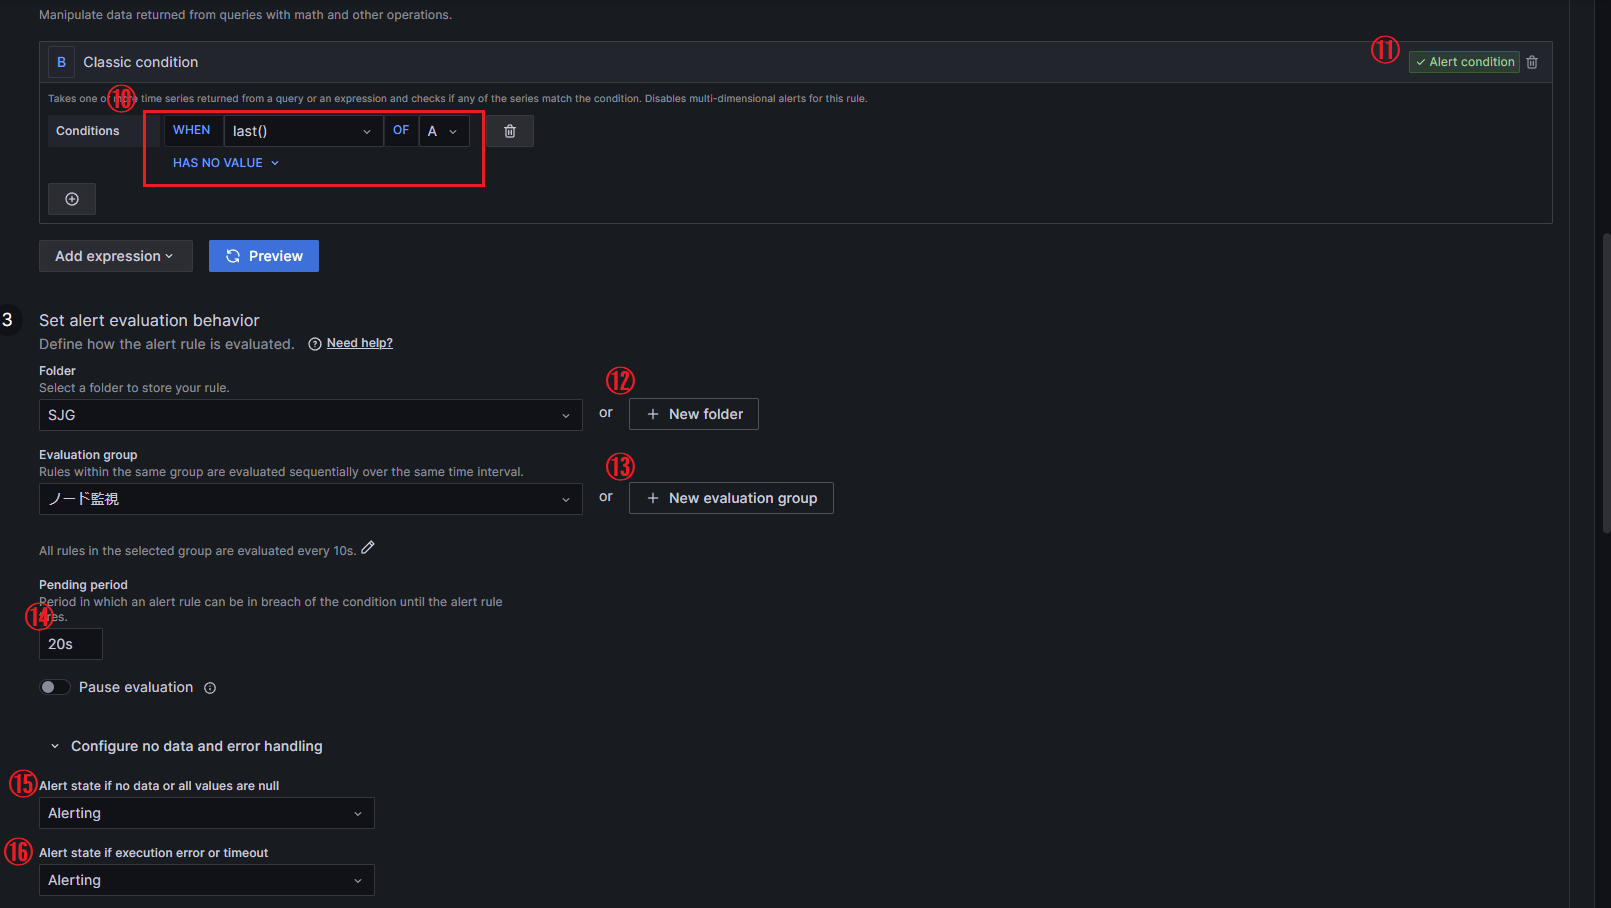 Manipulate data returned from queries with math and other operations.
⑪
B Classic condition
✓ Alert condition
⑩
Takes one or more time series returned from a query or an expression and checks if any of the series match the condition. Disables multi-dimensional alerts for this rule.
Conditions WHEN last() OF A
HAS NO VALUE
Add expression Preview
3 Set alert evaluation behavior
Define how the alert rule is evaluated. Need help?
Folder
Select a folder to store your rule.
⑫
SJG or + New folder
Evaluation group
Rules within the same group are evaluated sequentially over the same time interval.
⑬
ノード監視 or + New evaluation group
All rules in the selected group are evaluated every 10s.
Pending period
Period in which an alert rule can be in breach of the condition until the alert rule
⑭ fires.
20s
Pause evaluation
Configure no data and error handling
⑮ Alert state if no data or all values are null
Alerting
⑯ Alert state if execution error or timeout
Alerting